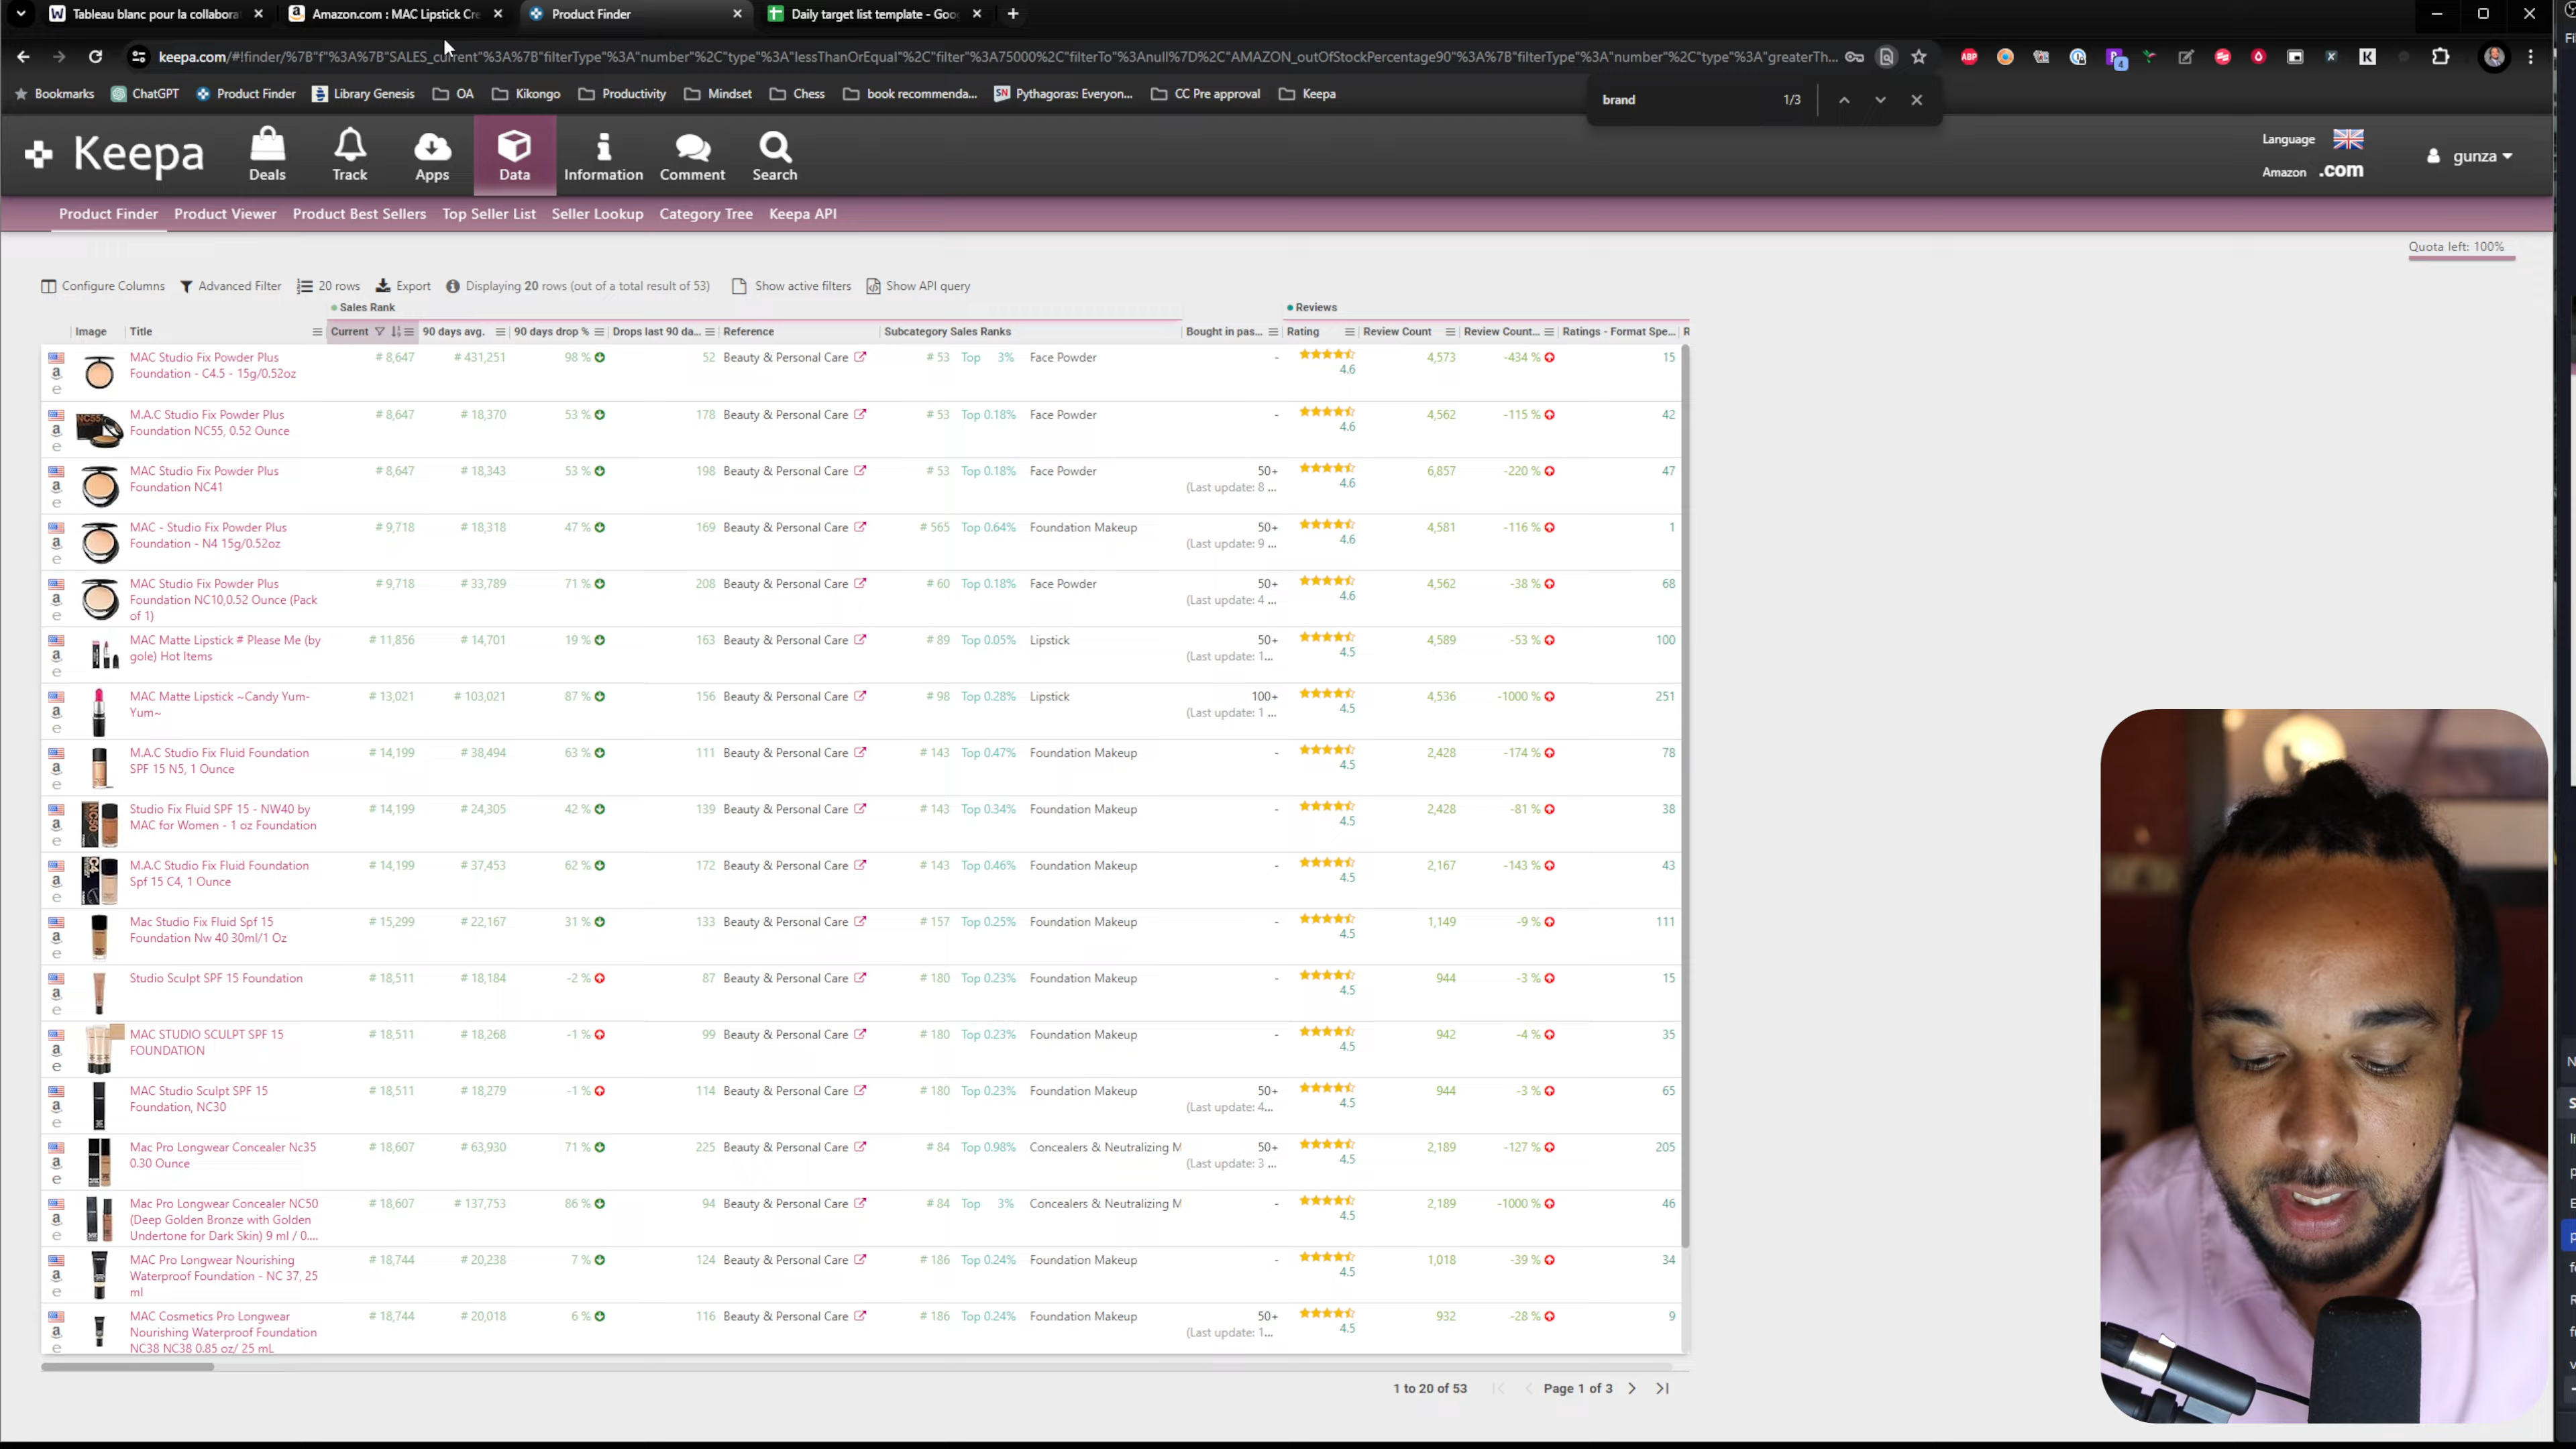 Tableau blanc pour la collabora
Amazon.com : MAC Lipstick Cre
Product Finder
Daily target list template - Goo
keepa.com/#!finder/%7B"f"%3A%7B"SALES_current"%3A%7B"filterType"%3A"number"%2C"type"%3A"lessThanOrEqual"%2C"filter"%3A75000%2C"filterTo"%3Anull%7D%2C"AMAZON_outOfStockPercentage90"%3A%7B"filterType"%3A"number"%2C"type"%3A"greaterTh...
Bookmarks ChatGPT Product Finder Library Genesis OA Kikongo Productivity Mindset Chess book recommenda... Pythagoras: Everyon... CC Pre approval Keepa
brand 1/3
Keepa
Deals Track Apps Data Information Comment Search
Language
Amazon .com
gunza
Product Finder Product Viewer Product Best Sellers Top Seller List Seller Lookup Category Tree Keepa API
Quota left: 100%
Configure Columns Advanced Filter 20 rows Export Displaying 20 rows (out of a total result of 53) Show active filters Show API query
Sales Rank Reviews
Image Title Current 90 days avg. 90 days drop % Drops last 90 da... Reference Subcategory Sales Ranks Bought in pas... Rating Review Count Review Count... Ratings - Format Spe... R
MAC Studio Fix Powder Plus # 8,647 # 431,251 98 % 52 Beauty & Personal Care # 53 Top 3% Face Powder - 4,573 -434 % 15
Foundation - C4.5 - 15g/0.52oz 4.6
M.A.C Studio Fix Powder Plus # 8,647 # 18,370 53 % 178 Beauty & Personal Care # 53 Top 0.18% Face Powder - 4,562 -115 % 42
Foundation NC55, 0.52 Ounce 4.6
MAC Studio Fix Powder Plus # 8,647 # 18,343 53 % 198 Beauty & Personal Care # 53 Top 0.18% Face Powder 50+ 6,857 -220 % 47
Foundation NC41 (Last update: 8 ... 4.6
MAC - Studio Fix Powder Plus # 9,718 # 18,318 47 % 169 Beauty & Personal Care # 565 Top 0.64% Foundation Makeup 50+ 4,581 -116 % 1
Foundation - N4 15g/0.52oz (Last update: 9 ... 4.6
MAC Studio Fix Powder Plus # 9,718 # 33,789 71 % 208 Beauty & Personal Care # 60 Top 0.18% Face Powder 50+ 4,562 -38 % 68
Foundation NC10,0.52 Ounce (Pack (Last update: 4 ... 4.6
of 1)
MAC Matte Lipstick # Please Me (by # 11,856 # 14,701 19 % 163 Beauty & Personal Care # 89 Top 0.05% Lipstick 50+ 4,589 -53 % 100
gole) Hot Items (Last update: 1... 4.5
MAC Matte Lipstick ~Candy Yum- # 13,021 # 103,021 87 % 156 Beauty & Personal Care # 98 Top 0.28% Lipstick 100+ 4,536 -1000 % 251
Yum~ (Last update: 1 ... 4.5
M.A.C Studio Fix Fluid Foundation # 14,199 # 38,494 63 % 111 Beauty & Personal Care # 143 Top 0.47% Foundation Makeup - 2,428 -174 % 78
SPF 15 N5, 1 Ounce 4.5
Studio Fix Fluid SPF 15 - NW40 by # 14,199 # 24,305 42 % 139 Beauty & Personal Care # 143 Top 0.34% Foundation Makeup - 2,428 -81 % 38
MAC for Women - 1 oz Foundation 4.5
M.A.C Studio Fix Fluid Foundation # 14,199 # 37,453 62 % 172 Beauty & Personal Care # 143 Top 0.46% Foundation Makeup - 2,167 -143 % 43
Spf 15 C4, 1 Ounce 4.5
Mac Studio Fix Fluid Spf 15 # 15,299 # 22,167 31 % 133 Beauty & Personal Care # 157 Top 0.25% Foundation Makeup - 1,149 -9 % 111
Foundation Nw 40 30ml/1 Oz 4.5
Studio Sculpt SPF 15 Foundation # 18,511 # 18,184 -2 % 87 Beauty & Personal Care # 180 Top 0.23% Foundation Makeup - 944 -3 % 15
4.5
MAC STUDIO SCULPT SPF 15 # 18,511 # 18,268 -1 % 99 Beauty & Personal Care # 180 Top 0.23% Foundation Makeup - 942 -4 % 35
FOUNDATION 4.5
MAC Studio Sculpt SPF 15 # 18,511 # 18,279 -1 % 114 Beauty & Personal Care # 180 Top 0.23% Foundation Makeup 50+ 944 -3 % 65
Foundation, NC30 (Last update: 4... 4.5
Mac Pro Longwear Concealer Nc35 # 18,607 # 63,930 71 % 225 Beauty & Personal Care # 84 Top 0.98% Concealers & Neutralizing M 50+ 2,189 -127 % 205
0.30 Ounce (Last update: 3 ... 4.5
Mac Pro Longwear Concealer NC50 # 18,607 # 137,753 86 % 94 Beauty & Personal Care # 84 Top 3% Concealers & Neutralizing M - 2,189 -1000 % 46
(Deep Golden Bronze with Golden 4.5
Undertone for Dark Skin) 9 ml / 0....
MAC Pro Longwear Nourishing # 18,744 # 20,238 7 % 124 Beauty & Personal Care # 186 Top 0.24% Foundation Makeup - 1,018 -39 % 34
Waterproof Foundation - NC 37, 25 4.5
ml
MAC Cosmetics Pro Longwear # 18,744 # 20,018 6 % 116 Beauty & Personal Care # 186 Top 0.24% Foundation Makeup 50+ 932 -28 % 9
Nourishing Waterproof Foundation (Last update: 1... 4.5
NC38 NC38 0.85 oz/ 25 mL
1 to 20 of 53 Page 1 of 3